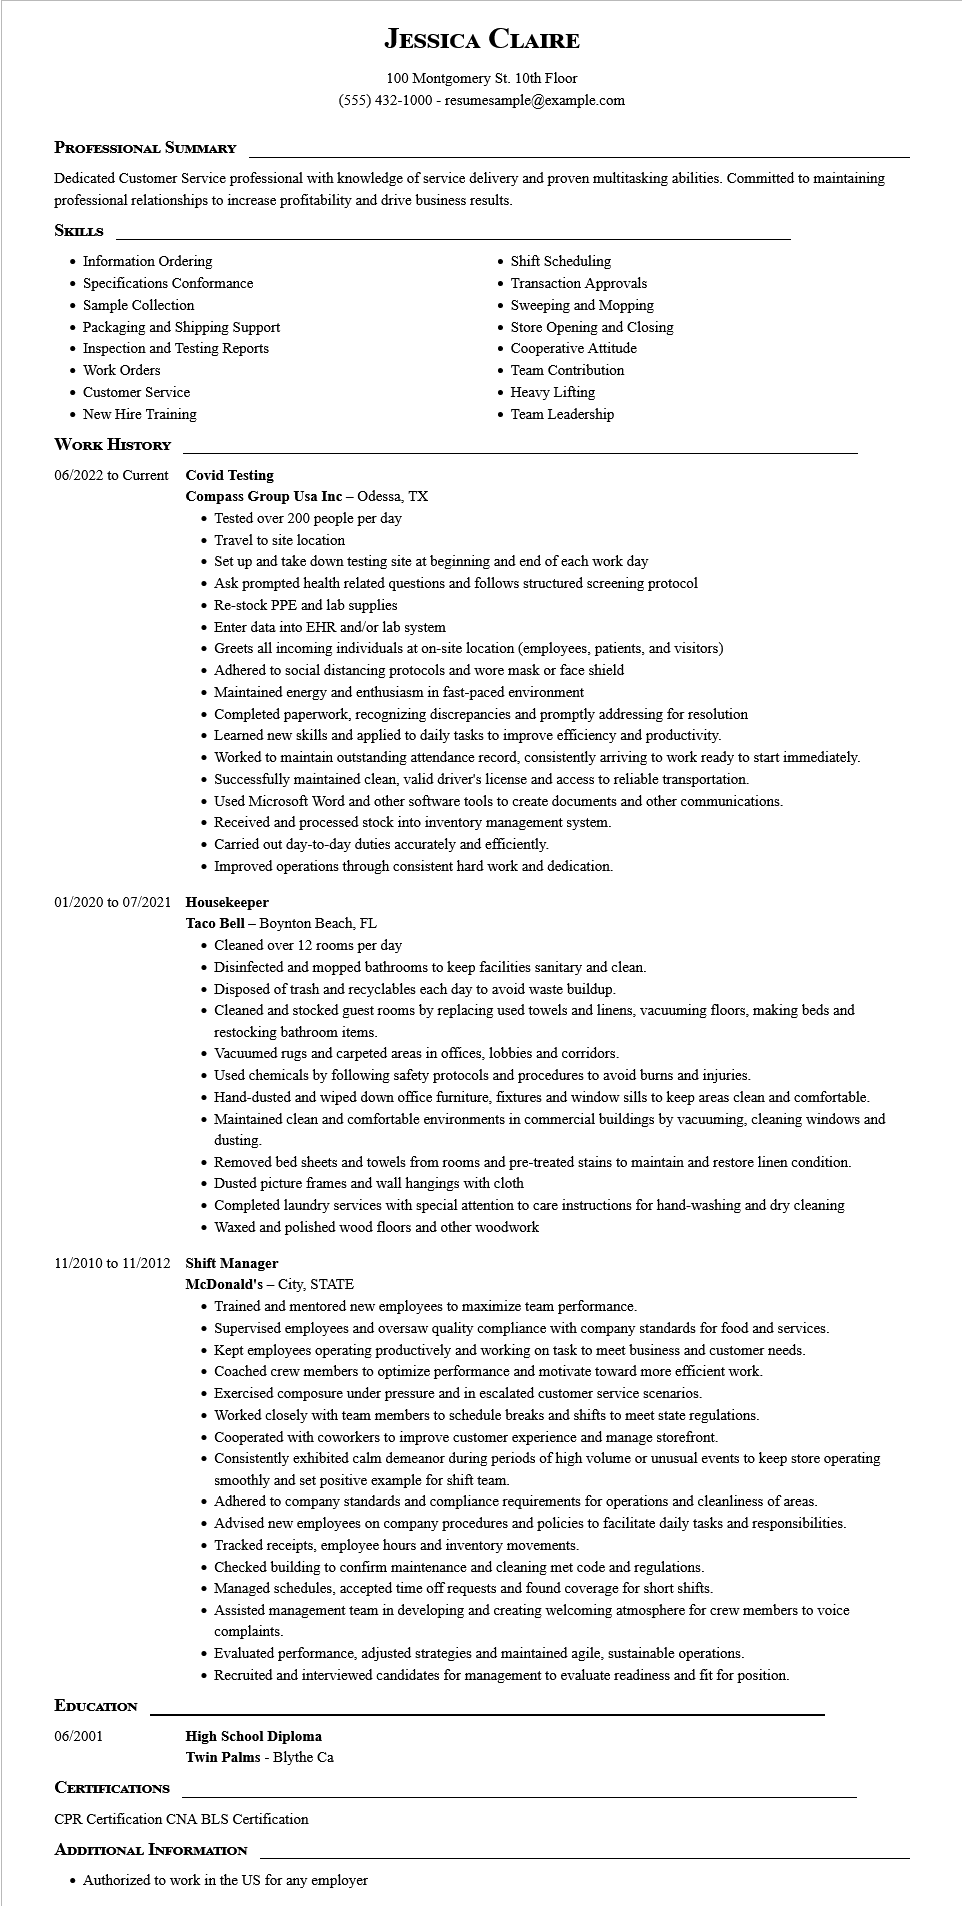 Jessica Claire
100 Montgomery St. 10th Floor
(555) 432-1000 - resumesample@example.com
Professional Summary
Dedicated Customer Service professional with knowledge of service delivery and proven multitasking abilities. Committed to maintaining
professional relationships to increase profitability and drive business results.
Skills
• Information Ordering
• Specifications Conformance
• Sample Collection
• Packaging and Shipping Support
• Inspection and Testing Reports
• Work Orders
• Customer Service
• New Hire Training
• Shift Scheduling
• Transaction Approvals
• Sweeping and Mopping
• Store Opening and Closing
• Cooperative Attitude
• Team Contribution
• Heavy Lifting
• Team Leadership
Work History
06/2022 to Current Covid Testing
Compass Group Usa Inc – Odessa, TX
• Tested over 200 people per day
• Travel to site location
• Set up and take down testing site at beginning and end of each work day
• Ask prompted health related questions and follows structured screening protocol
• Re-stock PPE and lab supplies
• Enter data into EHR and/or lab system
• Greets all incoming individuals at on-site location (employees, patients, and visitors)
• Adhered to social distancing protocols and wore mask or face shield
• Maintained energy and enthusiasm in fast-paced environment
• Completed paperwork, recognizing discrepancies and promptly addressing for resolution
• Learned new skills and applied to daily tasks to improve efficiency and productivity.
• Worked to maintain outstanding attendance record, consistently arriving to work ready to start immediately.
• Successfully maintained clean, valid driver's license and access to reliable transportation.
• Used Microsoft Word and other software tools to create documents and other communications.
• Received and processed stock into inventory management system.
• Carried out day-to-day duties accurately and efficiently.
• Improved operations through consistent hard work and dedication.
01/2020 to 07/2021 Housekeeper
Taco Bell – Boynton Beach, FL
• Cleaned over 12 rooms per day
• Disinfected and mopped bathrooms to keep facilities sanitary and clean.
• Disposed of trash and recyclables each day to avoid waste buildup.
• Cleaned and stocked guest rooms by replacing used towels and linens, vacuuming floors, making beds and
restocking bathroom items.
• Vacuumed rugs and carpeted areas in offices, lobbies and corridors.
• Used chemicals by following safety protocols and procedures to avoid burns and injuries.
• Hand-dusted and wiped down office furniture, fixtures and window sills to keep areas clean and comfortable.
• Maintained clean and comfortable environments in commercial buildings by vacuuming, cleaning windows and
dusting.
• Removed bed sheets and towels from rooms and pre-treated stains to maintain and restore linen condition.
• Dusted picture frames and wall hangings with cloth
• Completed laundry services with special attention to care instructions for hand-washing and dry cleaning
• Waxed and polished wood floors and other woodwork
11/2010 to 11/2012 Shift Manager
McDonald's – City, STATE
• Trained and mentored new employees to maximize team performance.
• Supervised employees and oversaw quality compliance with company standards for food and services.
• Kept employees operating productively and working on task to meet business and customer needs.
• Coached crew members to optimize performance and motivate toward more efficient work.
• Exercised composure under pressure and in escalated customer service scenarios.
• Worked closely with team members to schedule breaks and shifts to meet state regulations.
• Cooperated with coworkers to improve customer experience and manage storefront.
• Consistently exhibited calm demeanor during periods of high volume or unusual events to keep store operating
smoothly and set positive example for shift team.
• Adhered to company standards and compliance requirements for operations and cleanliness of areas.
• Advised new employees on company procedures and policies to facilitate daily tasks and responsibilities.
• Tracked receipts, employee hours and inventory movements.
• Checked building to confirm maintenance and cleaning met code and regulations.
• Managed schedules, accepted time off requests and found coverage for short shifts.
• Assisted management team in developing and creating welcoming atmosphere for crew members to voice
complaints.
• Evaluated performance, adjusted strategies and maintained agile, sustainable operations.
• Recruited and interviewed candidates for management to evaluate readiness and fit for position.
Education
06/2001 High School Diploma
Twin Palms - Blythe Ca
Certifications
CPR Certification CNA BLS Certification
Additional Information
• Authorized to work in the US for any employer